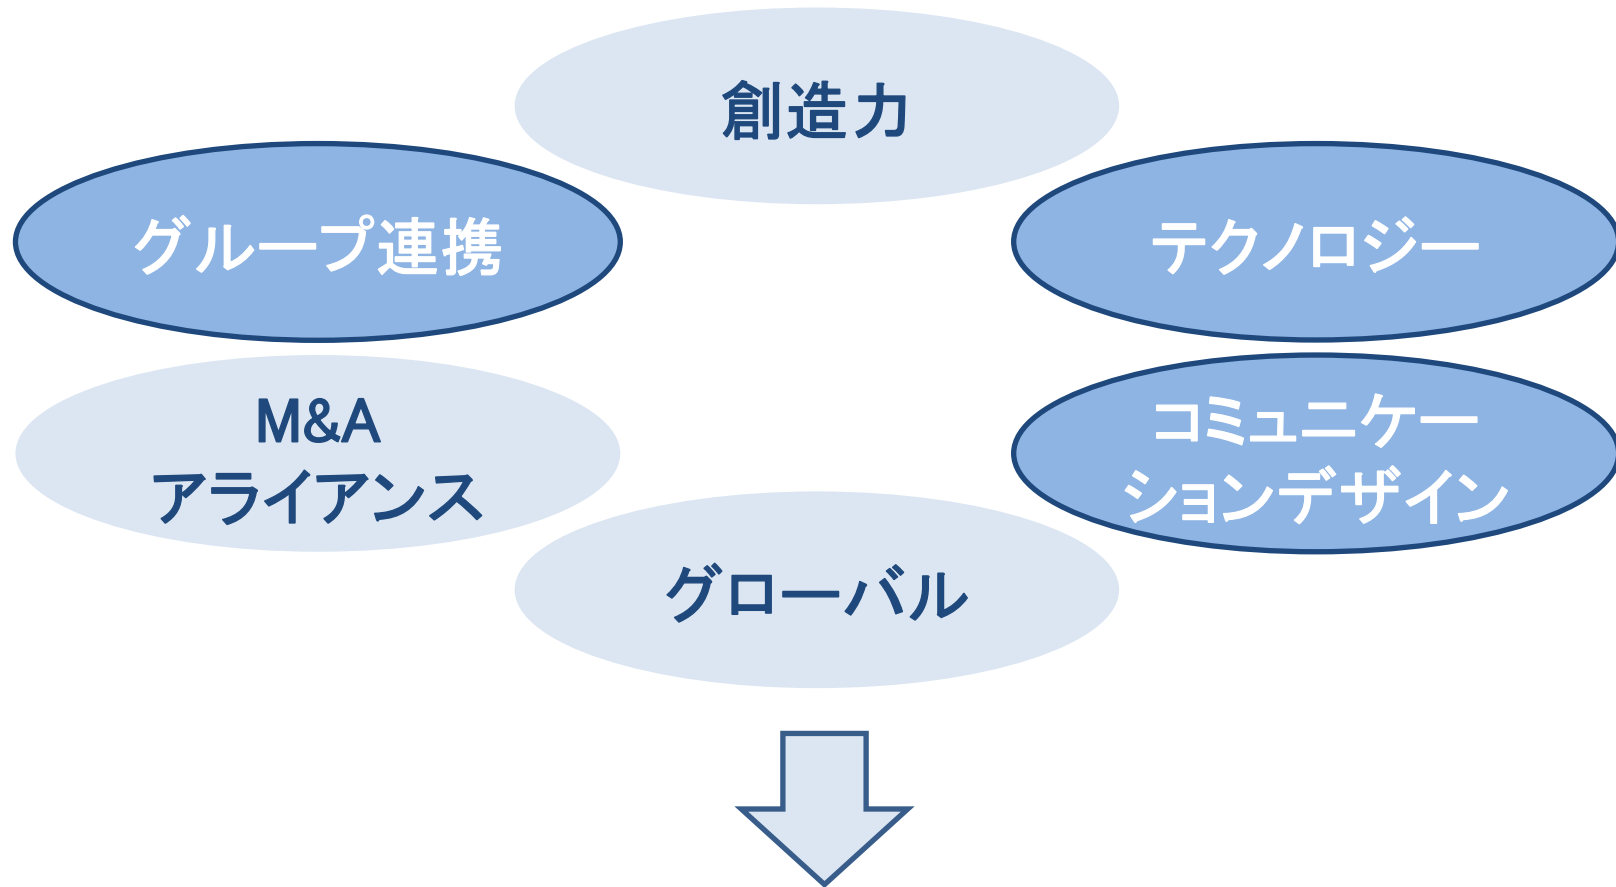 創造力
グループ連携
テクノロジー
M&A
アライアンス
コミュニケー
ションデザイン
グローバル